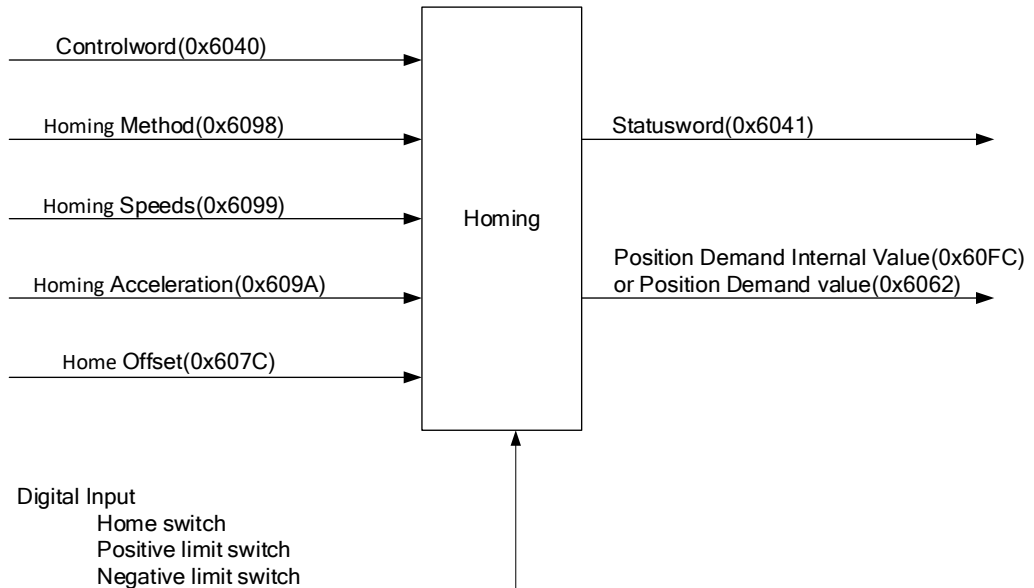 Controlword(0x6040)
Homing Method(0x6098)
Homing Speeds(0x6099)
Homing Acceleration(0x609A)
Home Offset(0x607C)
Homing
Statusword(0x6041)
Position Demand Internal Value(0x60FC)
or Position Demand value(0x6062)
Digital Input
Home switch
Positive limit switch
Negative limit switch